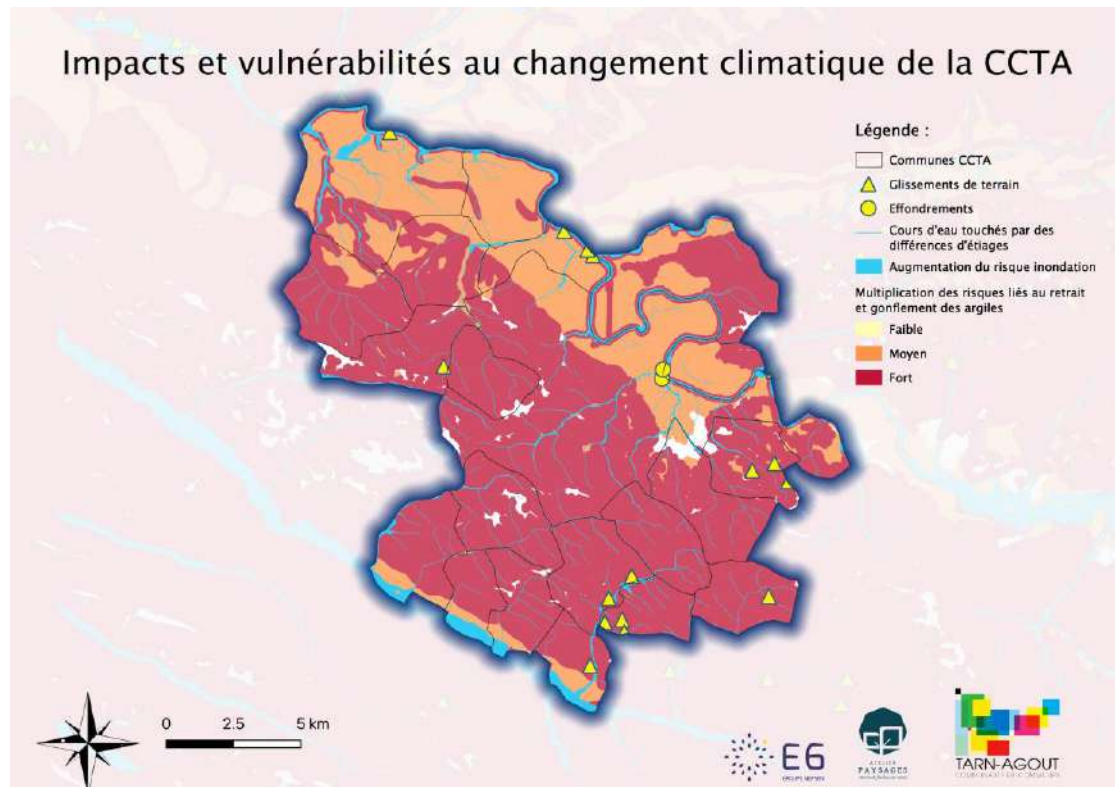 Impacts et vulnérabilités au changement climatique de la CCTA
Légende :
Communes CCTA
Glissements de terrain
Effondrements
Cours d'eau touchés par des
différences d'étiages
Augmentation du risque inondation
Multiplication des risques liés au retrait
et gonflement des argiles
Faible
Moyen
Fort
0 2.5 5 km
E6
ATELIER
PAYSAGES
TARN-AGOUT